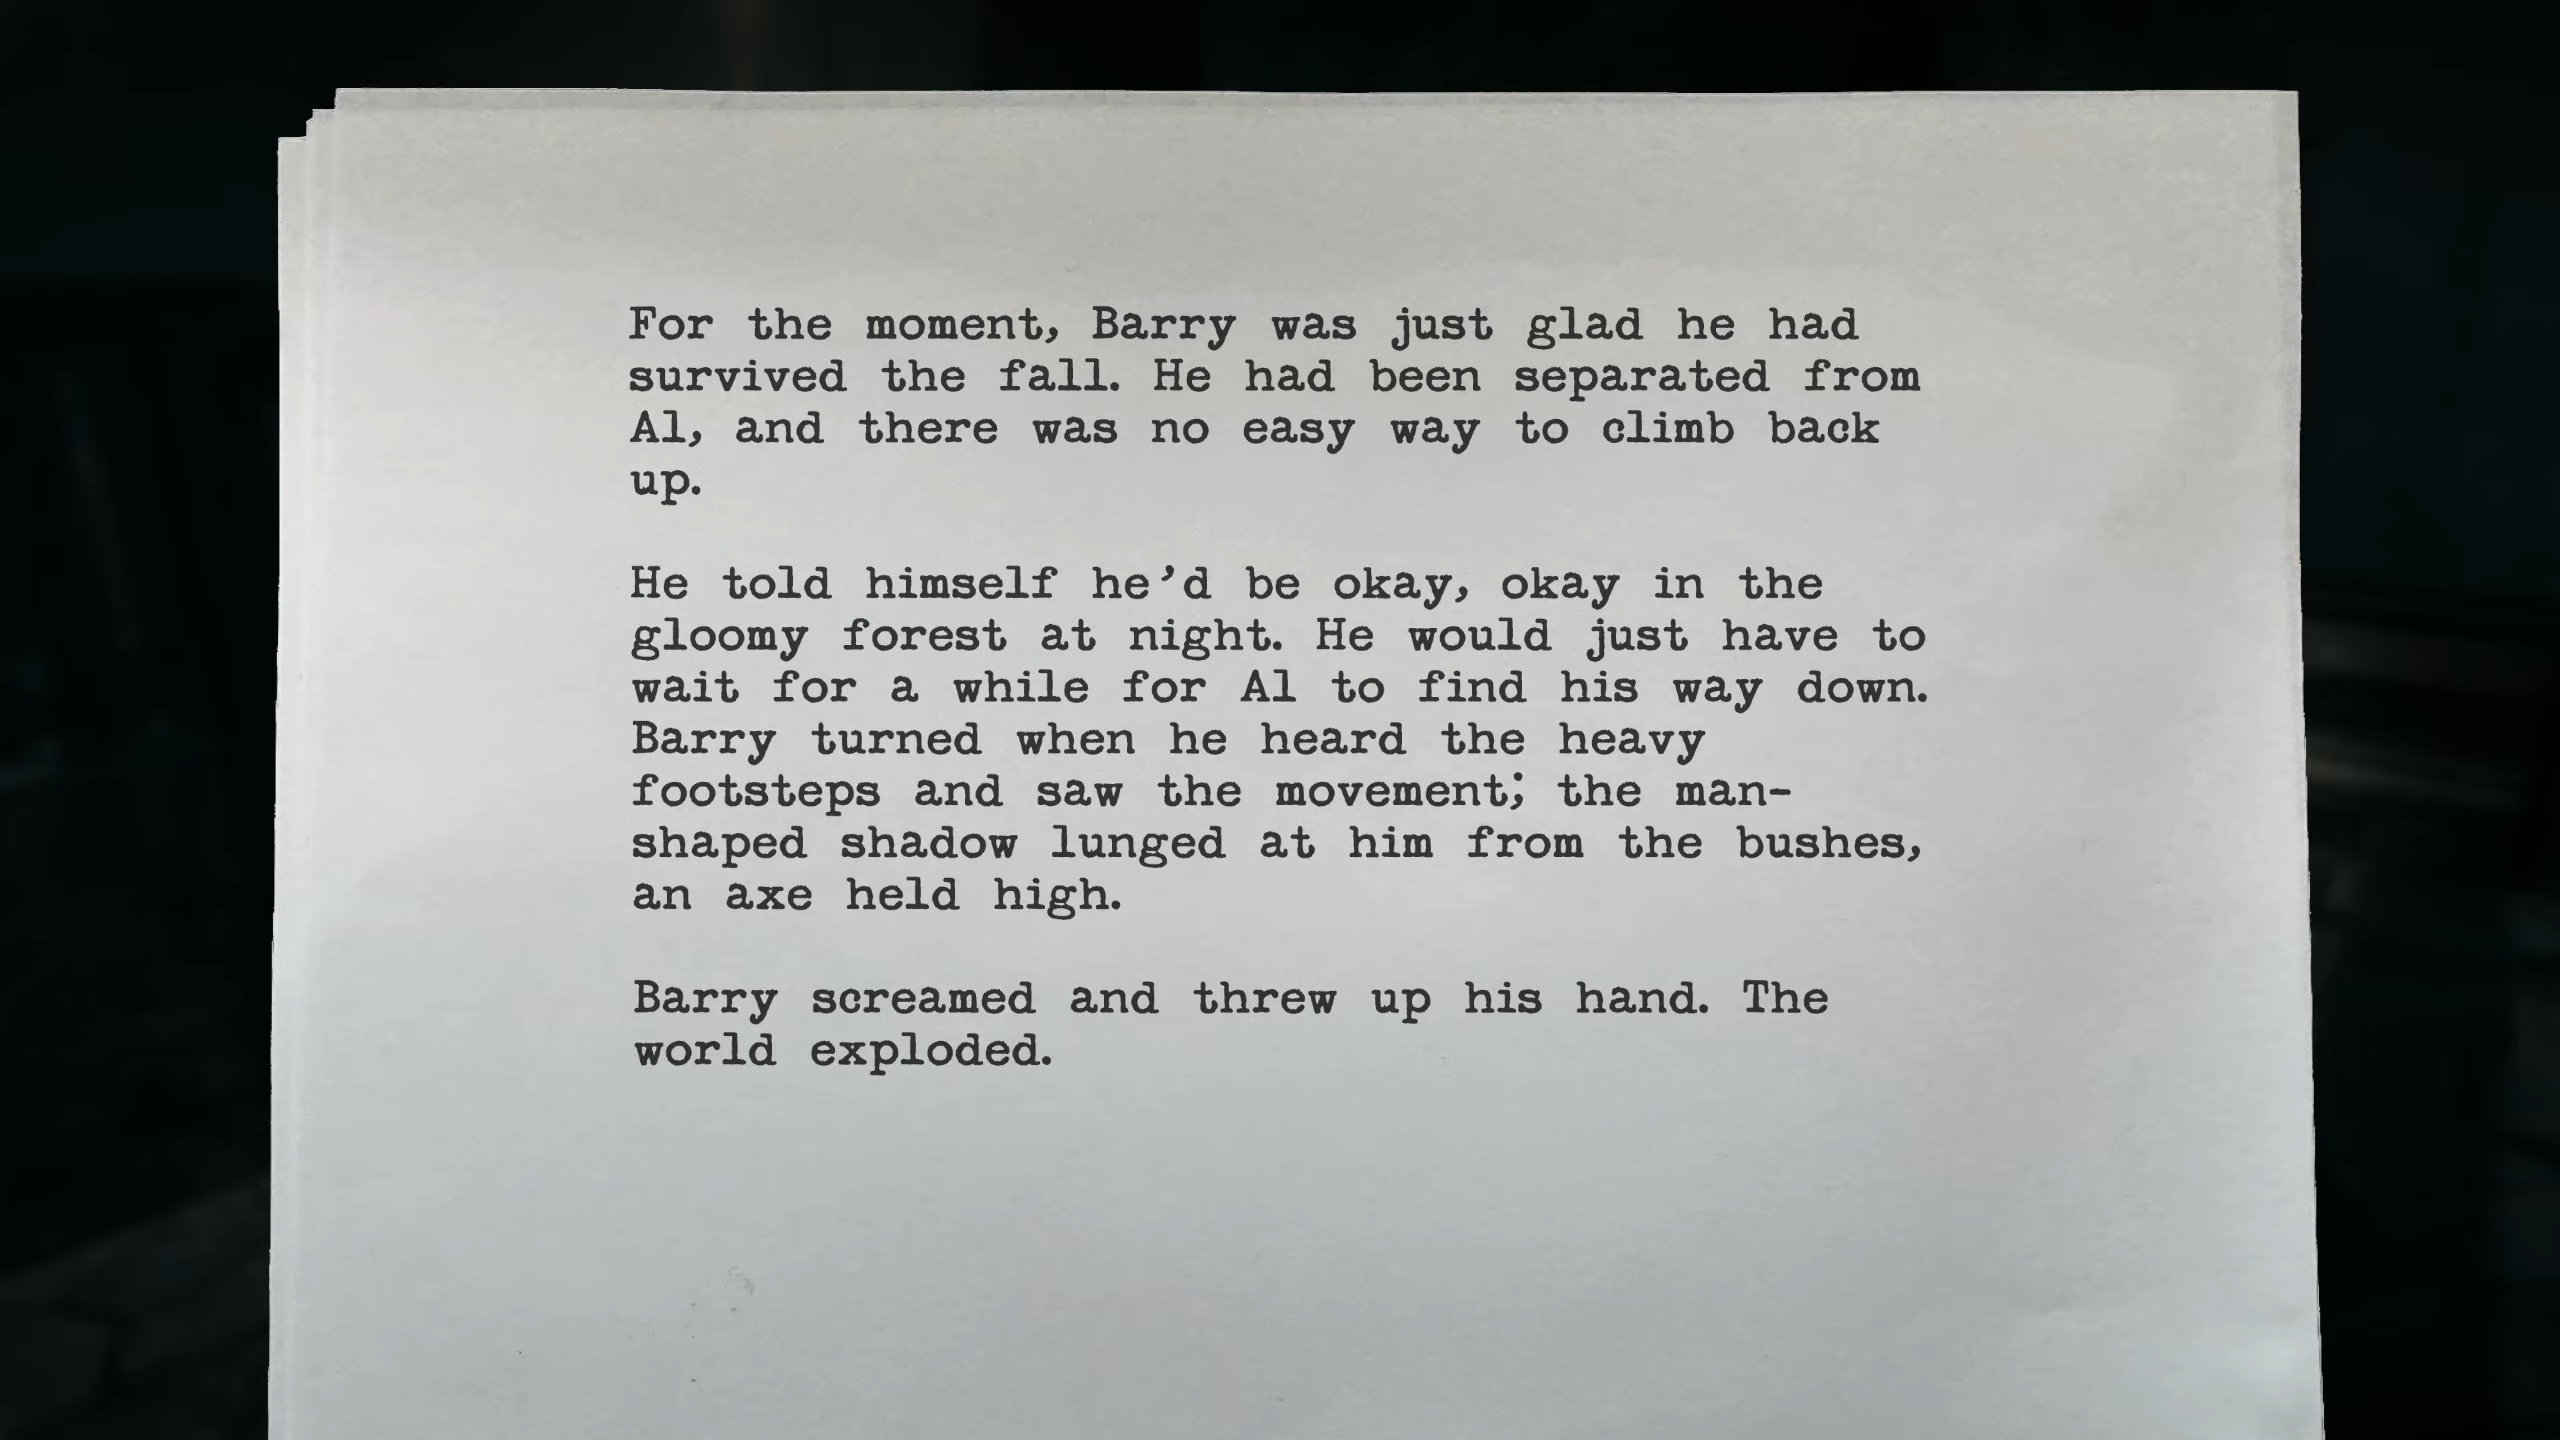 For the moment, Barry was just glad he had
survived the fall. He had been separated from
Al, and there was no easy way to climb back
up.
He told himself he’d be okay, okay in the
gloomy forest at night. He would just have to
wait for a while for Al to find his way down.
Barry turned when he heard the heavy
footsteps and saw the movement; the man-
shaped shadow lunged at him from the bushes,
an axe held high.
Barry screamed and threw up his hand. The
world exploded.